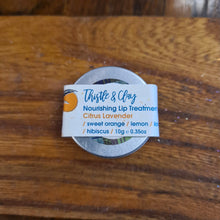 Thistle & Clay
Nourishing Lip Treatmen
Citrus Lavender
/ sweet orange / lemon /
/ hibiscus / 10g e 0.35oz